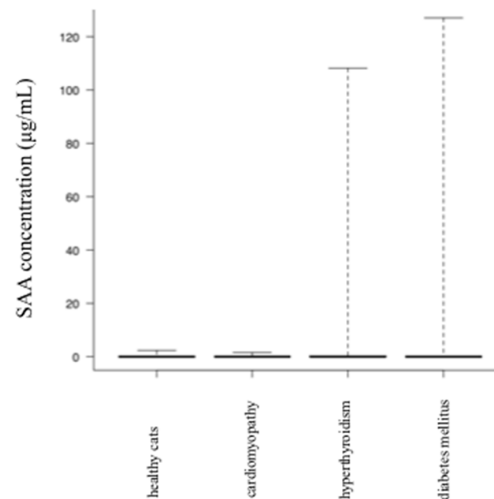 SAA concentration (µg/mL)
120
100
80
60
40
20
0
healthy cats
cardiomyopathy
hyperthyroidism
diabetes mellitus